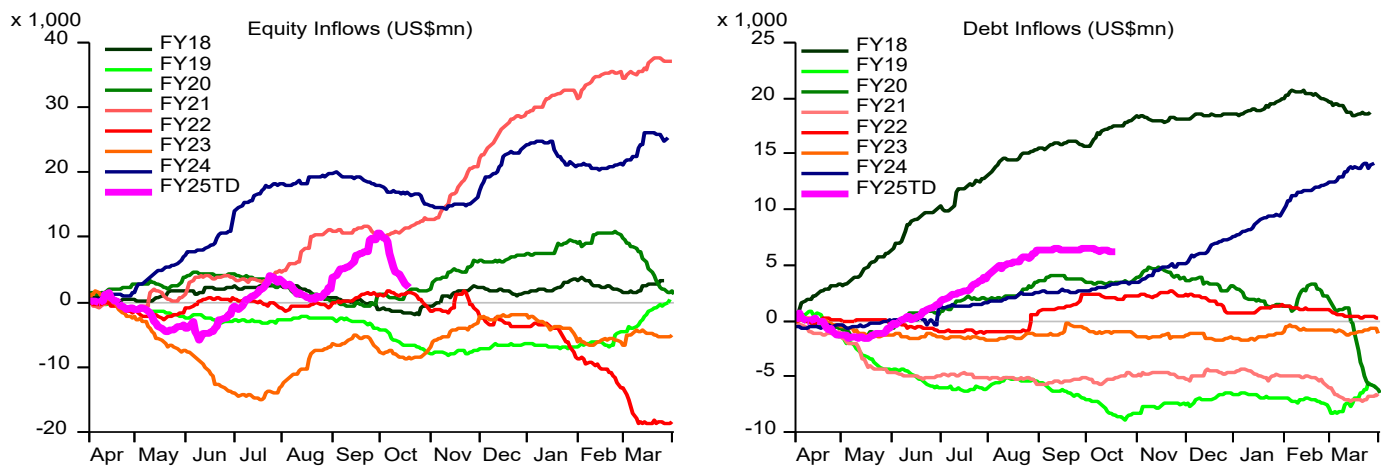 x 1,000
Equity Inflows (US$mn)
40
30
20
10
0
-10
-20
FY18
FY19
FY20
FY21
FY22
FY23
FY24
FY25TD
Apr May Jun Jul Aug Sep Oct Nov Dec Jan Feb Mar
x 1,000
Debt Inflows (US$mn)
25
20
15
10
5
0
-5
-10
FY18
FY19
FY20
FY21
FY22
FY23
FY24
FY25TD
Apr May Jun Jul Aug Sep Oct Nov Dec Jan Feb Mar